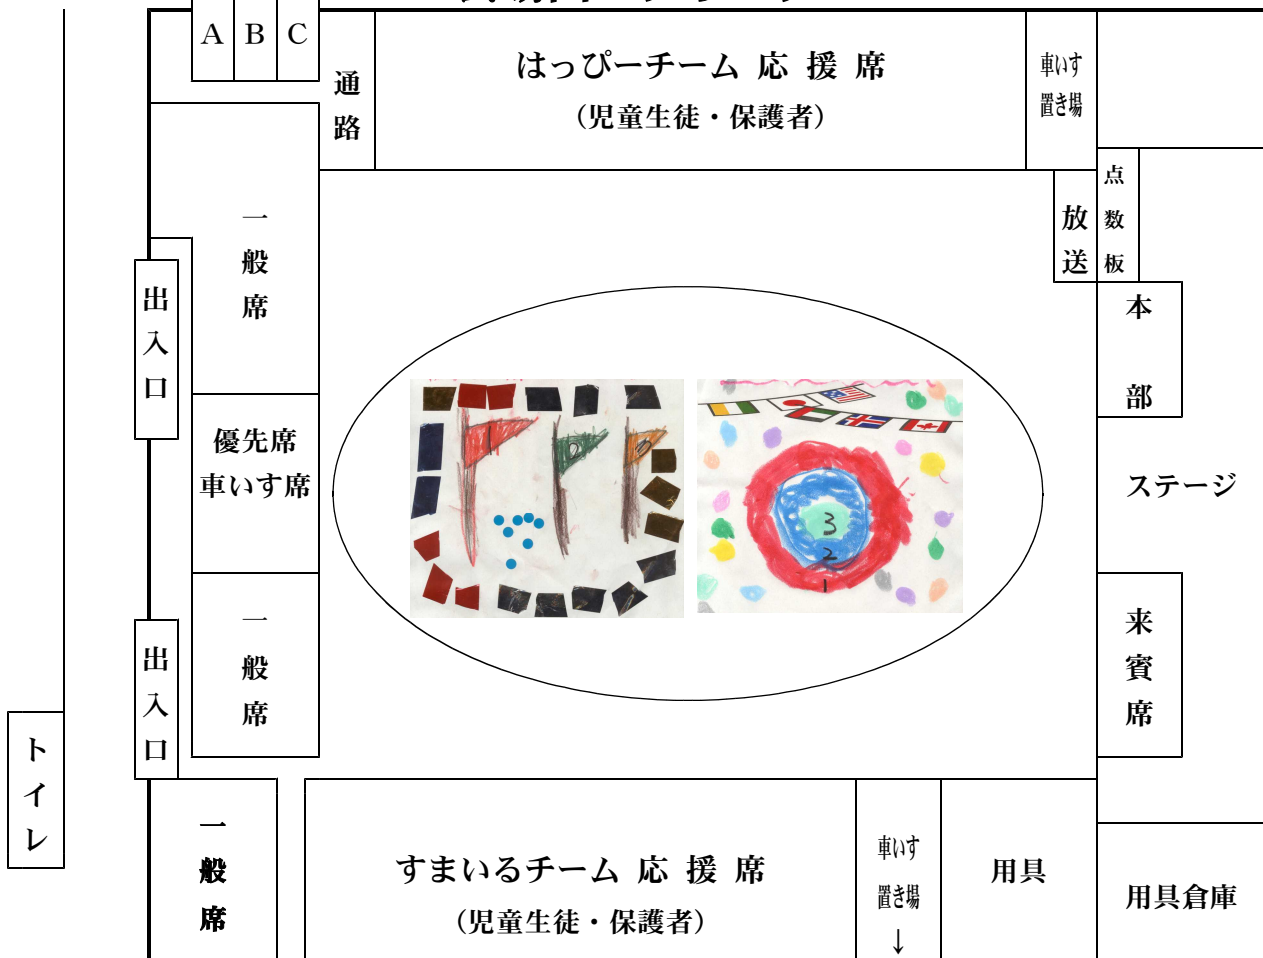 A B C
通路
はっぴーチーム 応 援 席
（児童生徒・保護者）
車いす
置き場
一般席
放送
点数板
出入口
本部
優先席
車いす席
1
2
3
3
2
1
ステージ
一般席
出入口
来賓席
トイレ
一般席
すまいるチーム 応 援 席
（児童生徒・保護者）
車いす
置き場
↓
用具
用具倉庫